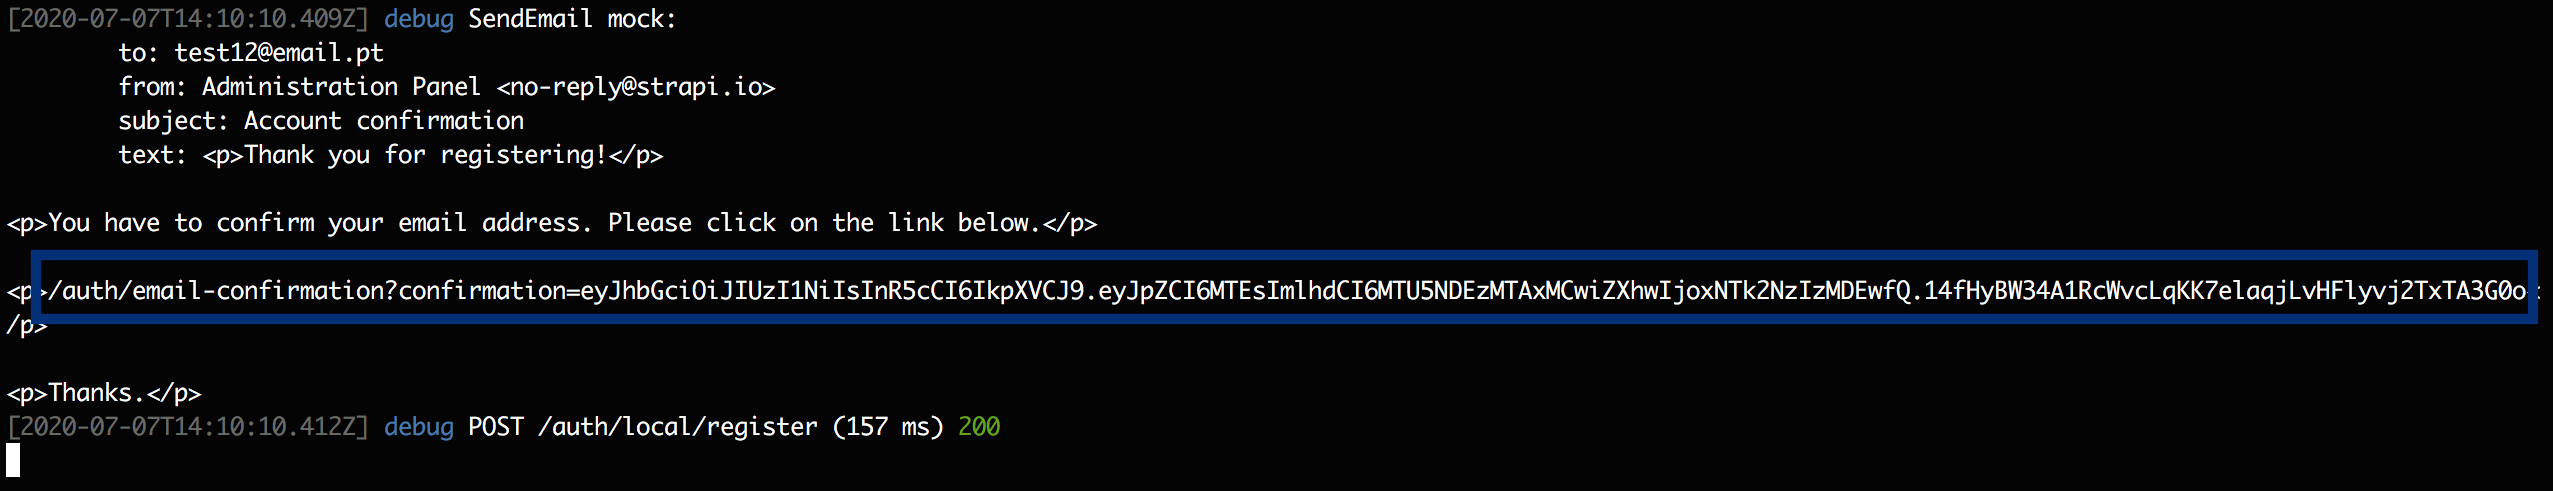 [2020-07-07T14:10:10.409Z] debug SendEmail mock:
to: test12@email.pt
from: Administration Panel <no-reply@strapi.io>
subject: Account confirmation
text: <p>Thank you for registering!</p>
<p>You have to confirm your email address. Please click on the link below.</p>
<p>/auth/email-confirmation?confirmation=eyJhbGciOiJIUzI1NiIsInR5cCI6IkpXVCJ9.eyJpZCI6MTEsImlhdCI6MTU5NDEzMTAxMCwiZXhwIjoxNTk2NzIzMDEwfQ.14fHyBW34A1RcWvcLqKK7elaqjLvHFlyvj2TxTA3G0o<
/p>
<p>Thanks.</p>
[2020-07-07T14:10:10.412Z] debug POST /auth/local/register (157 ms) 200